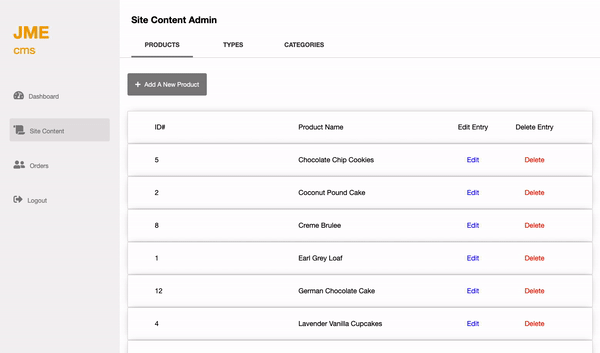 JME
cms
Dashboard
Site Content
Orders
Logout
Site Content Admin
PRODUCTS TYPES CATEGORIES
+ Add A New Product
ID# Product Name Edit Entry Delete Entry
5 Chocolate Chip Cookies Edit Delete
2 Coconut Pound Cake Edit Delete
8 Creme Brulee Edit Delete
1 Earl Grey Loaf Edit Delete
12 German Chocolate Cake Edit Delete
4 Lavender Vanilla Cupcakes Edit Delete